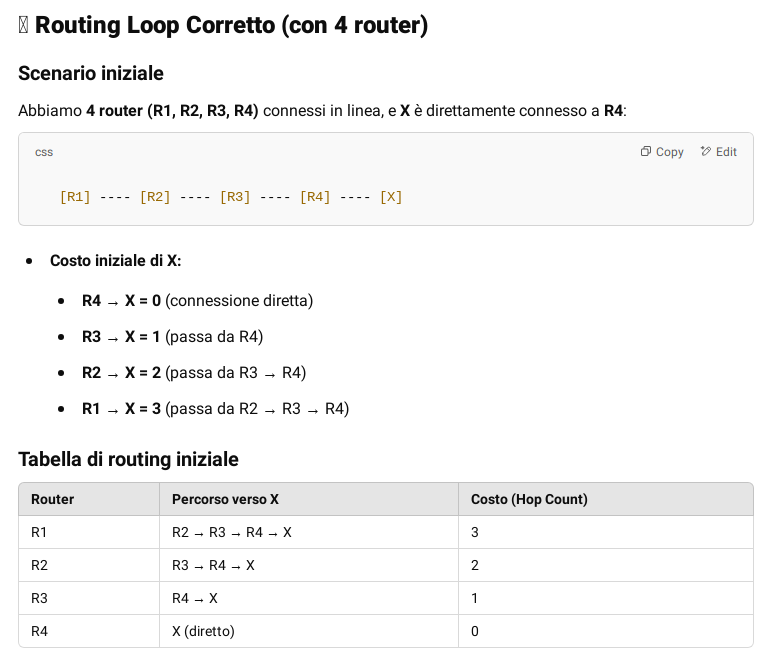 Routing Loop Corretto (con 4 router)
Scenario iniziale
Abbiamo 4 router (R1, R2, R3, R4) connessi in linea, e X è direttamente connesso a R4:
css Copy Edit
[R1] ---- [R2] ---- [R3] ---- [R4] ---- [X]
Costo iniziale di X:
R4 → X = 0 (connessione diretta)
R3 → X = 1 (passa da R4)
R2 → X = 2 (passa da R3 → R4)
R1 → X = 3 (passa da R2 → R3 → R4)
Tabella di routing iniziale
Router Percorso verso X Costo (Hop Count)
R1 R2 → R3 → R4 → X 3
R2 R3 → R4 → X 2
R3 R4 → X 1
R4 X (diretto) 0